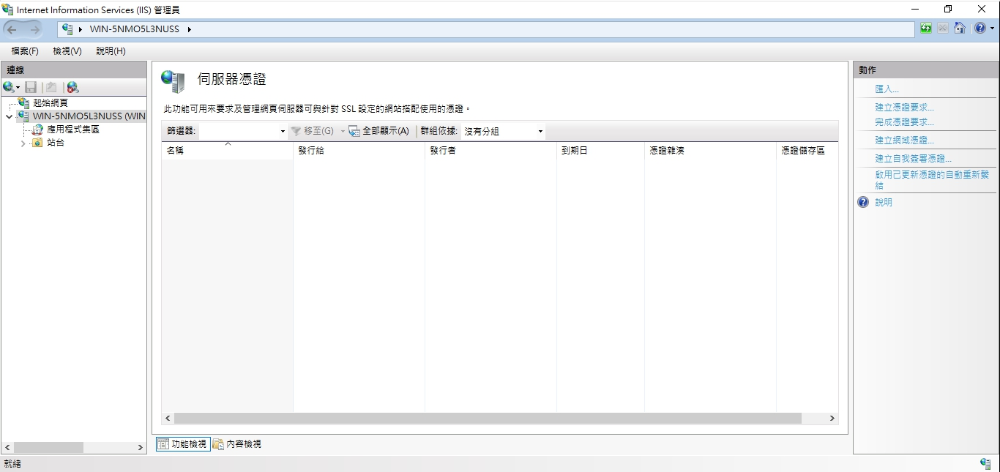 Internet Information Services (IIS) 管理員
WIN-5NMO5L3NUSS
檔案(F) 檢視(V) 說明(H)
連線
起始網頁
WIN-5NMO5L3NUSS (WIN
應用程式集區
站台
伺服器憑證
此功能可用來要求及管理網頁伺服器可與針對 SSL 設定的網站搭配使用的憑證。
篩選器: 移至(G) 全部顯示(A) 群組依據: 沒有分組
名稱 發行給 發行者 到期日 憑證雜湊 憑證儲存區
功能檢視 內容檢視
動作
匯入...
建立憑證要求...
完成憑證要求...
建立網域憑證...
建立自我簽署憑證...
啟用已更新憑證的自動重新繫
結
說明
就緒